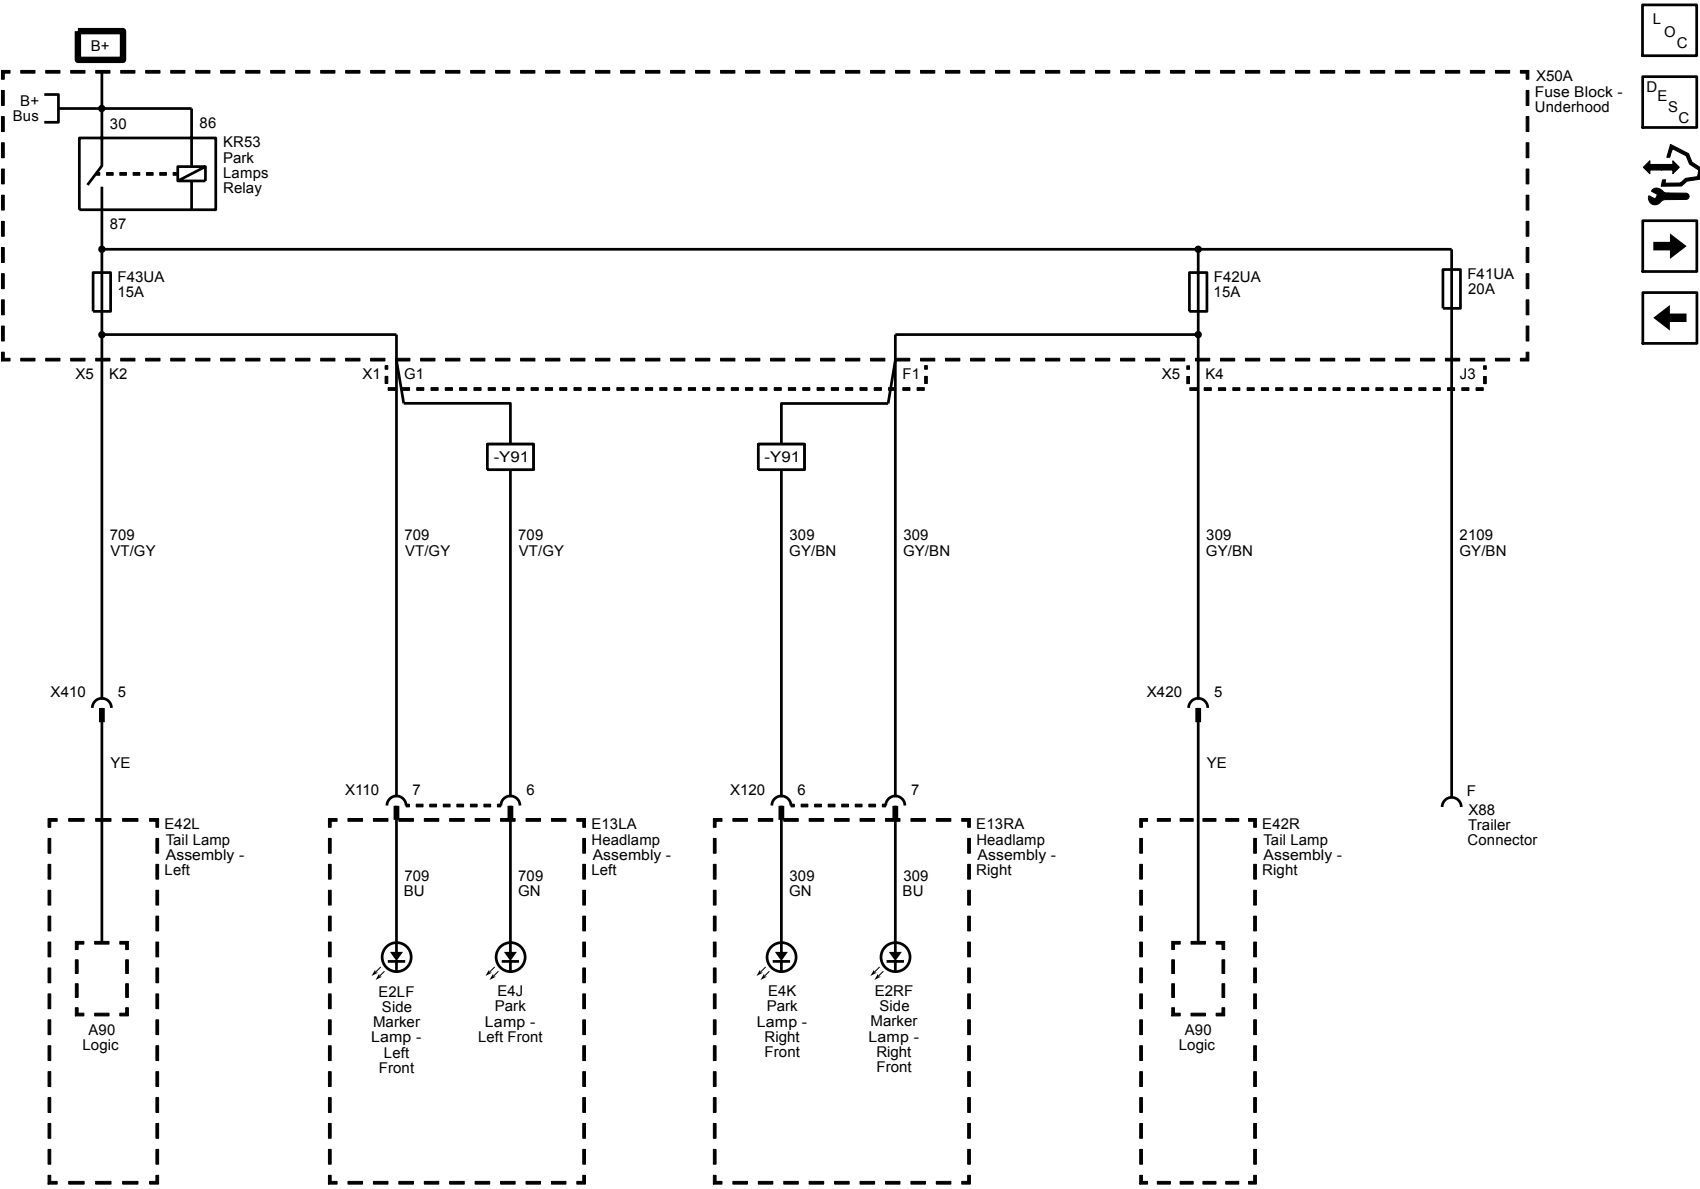 B+
L
O
C
X50A
Fuse Block -
Underhood
D
E
S
C
B+
Bus
30
86
KR53
Park
Lamps
Relay
87
F43UA
15A
F42UA
15A
F41UA
20A
X5 K2
X1 G1
F1
X5 K4
J3
-Y91
-Y91
709
VT/GY
709
VT/GY
709
VT/GY
309
GY/BN
309
GY/BN
309
GY/BN
2109
GY/BN
X410 5
X420 5
YE
YE
X110 7
6
X120 6
7
F
X88
Trailer
Connector
E42L
Tail Lamp
Assembly -
Left
E13LA
Headlamp
Assembly -
Left
E13RA
Headlamp
Assembly -
Right
E42R
Tail Lamp
Assembly -
Right
709
BU
709
GN
309
GN
309
BU
A90
Logic
E2LF
Side
Marker
Lamp -
Left
Front
E4J
Park
Lamp -
Left Front
E4K
Park
Lamp -
Right
Front
E2RF
Side
Marker
Lamp -
Right
Front
A90
Logic